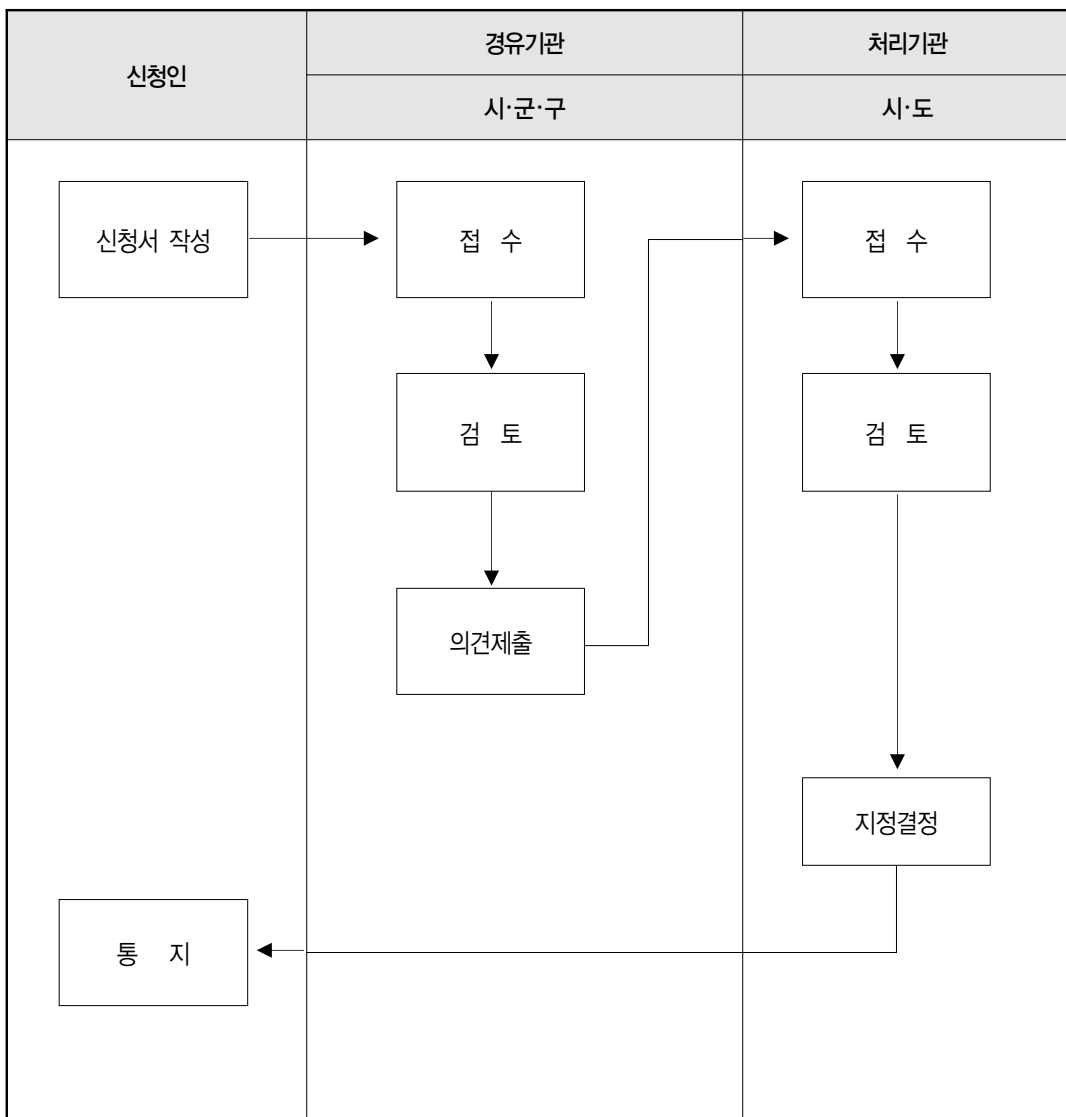 신청인
경유기관
처리기관
시·군·구
시·도
신청서 작성
접 수
접 수
검 토
검 토
의견제출
지정결정
통 지